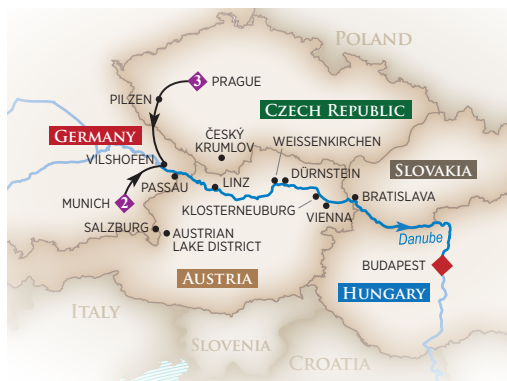 POLAND
3
PRAGUE
PILZEN
CZECH REPUBLIC
GERMANY
ČESKÝ
KRUMLOV
WEISSENKIRCHEN
VILSHOFEN
DÜRNSTEIN
SLOVAKIA
PASSAU
LINZ
BRATISLAVA
MUNICH
2
KLOSTERNEUBURG
VIENNA
SALZBURG
AUSTRIAN
LAKE DISTRICT
Danube
BUDAPEST
AUSTRIA
HUNGARY
ITALY
SLOVENIA
CROATIA